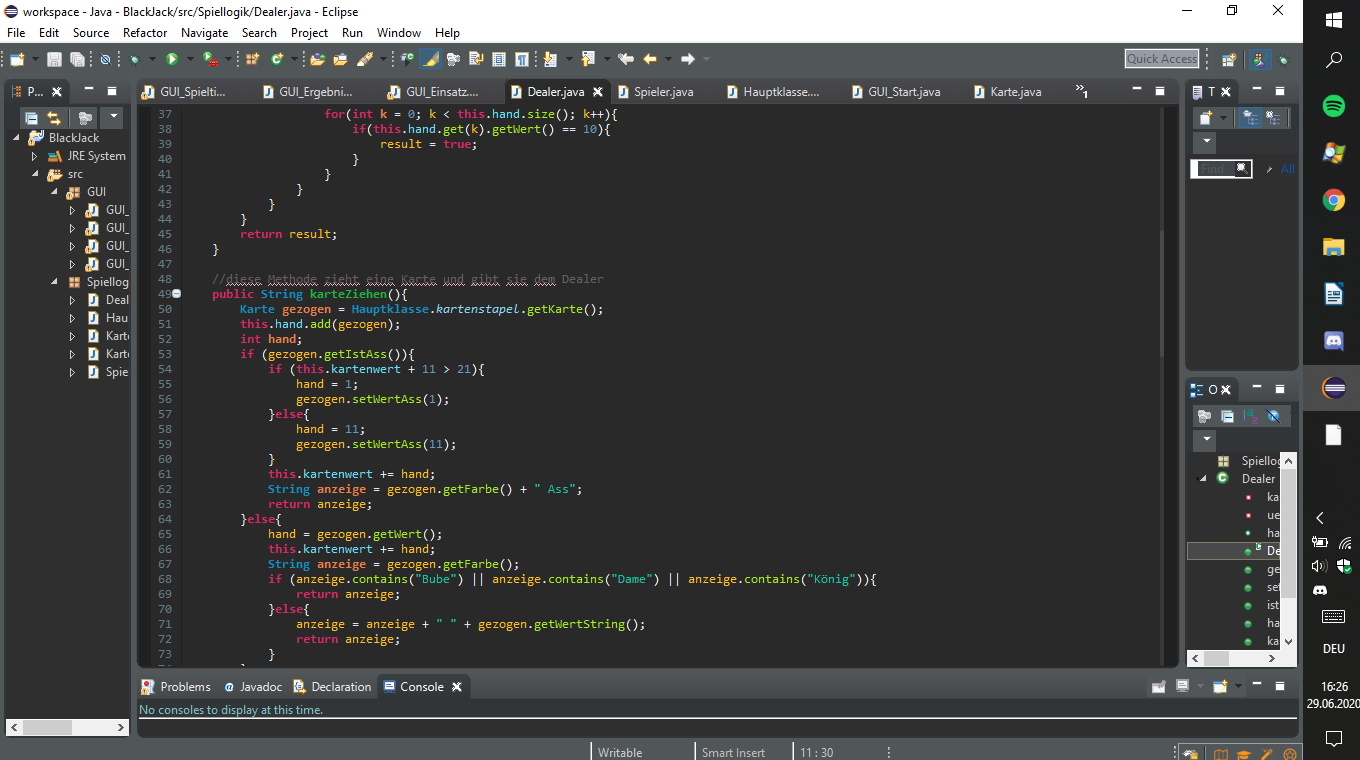 workspace - Java - BlackJack/src/Spiellogik/Dealer.java - Eclipse
File Edit Source Refactor Navigate Search Project Run Window Help
Quick Access
P...
GUI_Spielti...
GUI_Ergebni...
GUI_Einsatz....
Dealer.java
Spieler.java
Hauptklasse....
GUI_Start.java
Karte.java
»1
T
BlackJack
JRE System
src
GUI
GUI_
GUI_
GUI_
GUI_
Spiellog
Deal
Hau
Karte
Karte
Spie
37 for(int k = 0; k < this.hand.size(); k++){
38 if(this.hand.get(k).getWert() == 10){
39 result = true;
40 }
41 }
42 }
43 }
44 }
45 return result;
46 }
47
48 //diese Methode zieht eine Karte und gibt sie dem Dealer
49 public String karteZiehen(){
50 Karte gezogen = Hauptklasse.kartenstapel.getKarte();
51 this.hand.add(gezogen);
52 int hand;
53 if (gezogen.getIstAss()){
54 if (this.kartenwert + 11 > 21){
55 hand = 1;
56 gezogen.setWertAss(1);
57 }else{
58 hand = 11;
59 gezogen.setWertAss(11);
60 }
61 this.kartenwert += hand;
62 String anzeige = gezogen.getFarbe() + " Ass";
63 return anzeige;
64 }else{
65 hand = gezogen.getWert();
66 this.kartenwert += hand;
67 String anzeige = gezogen.getFarbe();
68 if (anzeige.contains("Bube") || anzeige.contains("Dame") || anzeige.contains("König")){
69 return anzeige;
70 }else{
71 anzeige = anzeige + " " + gezogen.getWertString();
72 return anzeige;
73 }
Find
All
O
Spiellog
Dealer
ka
ue
ha
De
ge
set
ist
ha
ka
Problems
@ Javadoc
Declaration
Console
No consoles to display at this time.
Writable
Smart Insert
11 : 30
DEU
16:26
29.06.2020